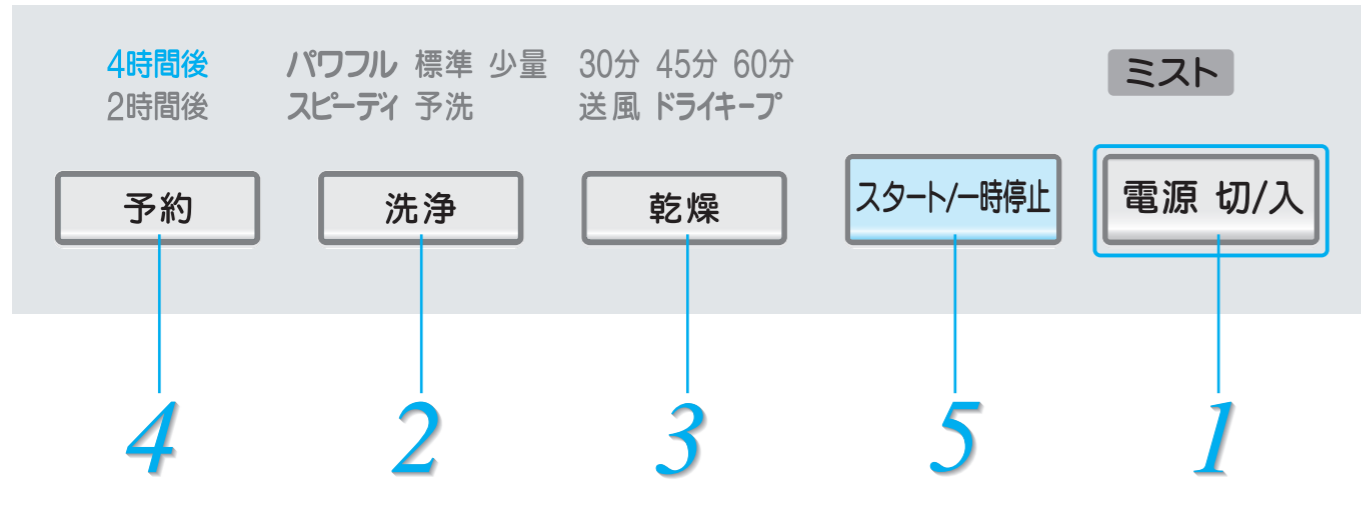 4時間後 パワフル 標準 少量 30分 45分 60分 ミスト
2時間後 スピーディ 予洗 送風 ドライキープ
予約 洗浄 乾燥 スタート/一時停止 電源 切/入
4 2 3 5 1